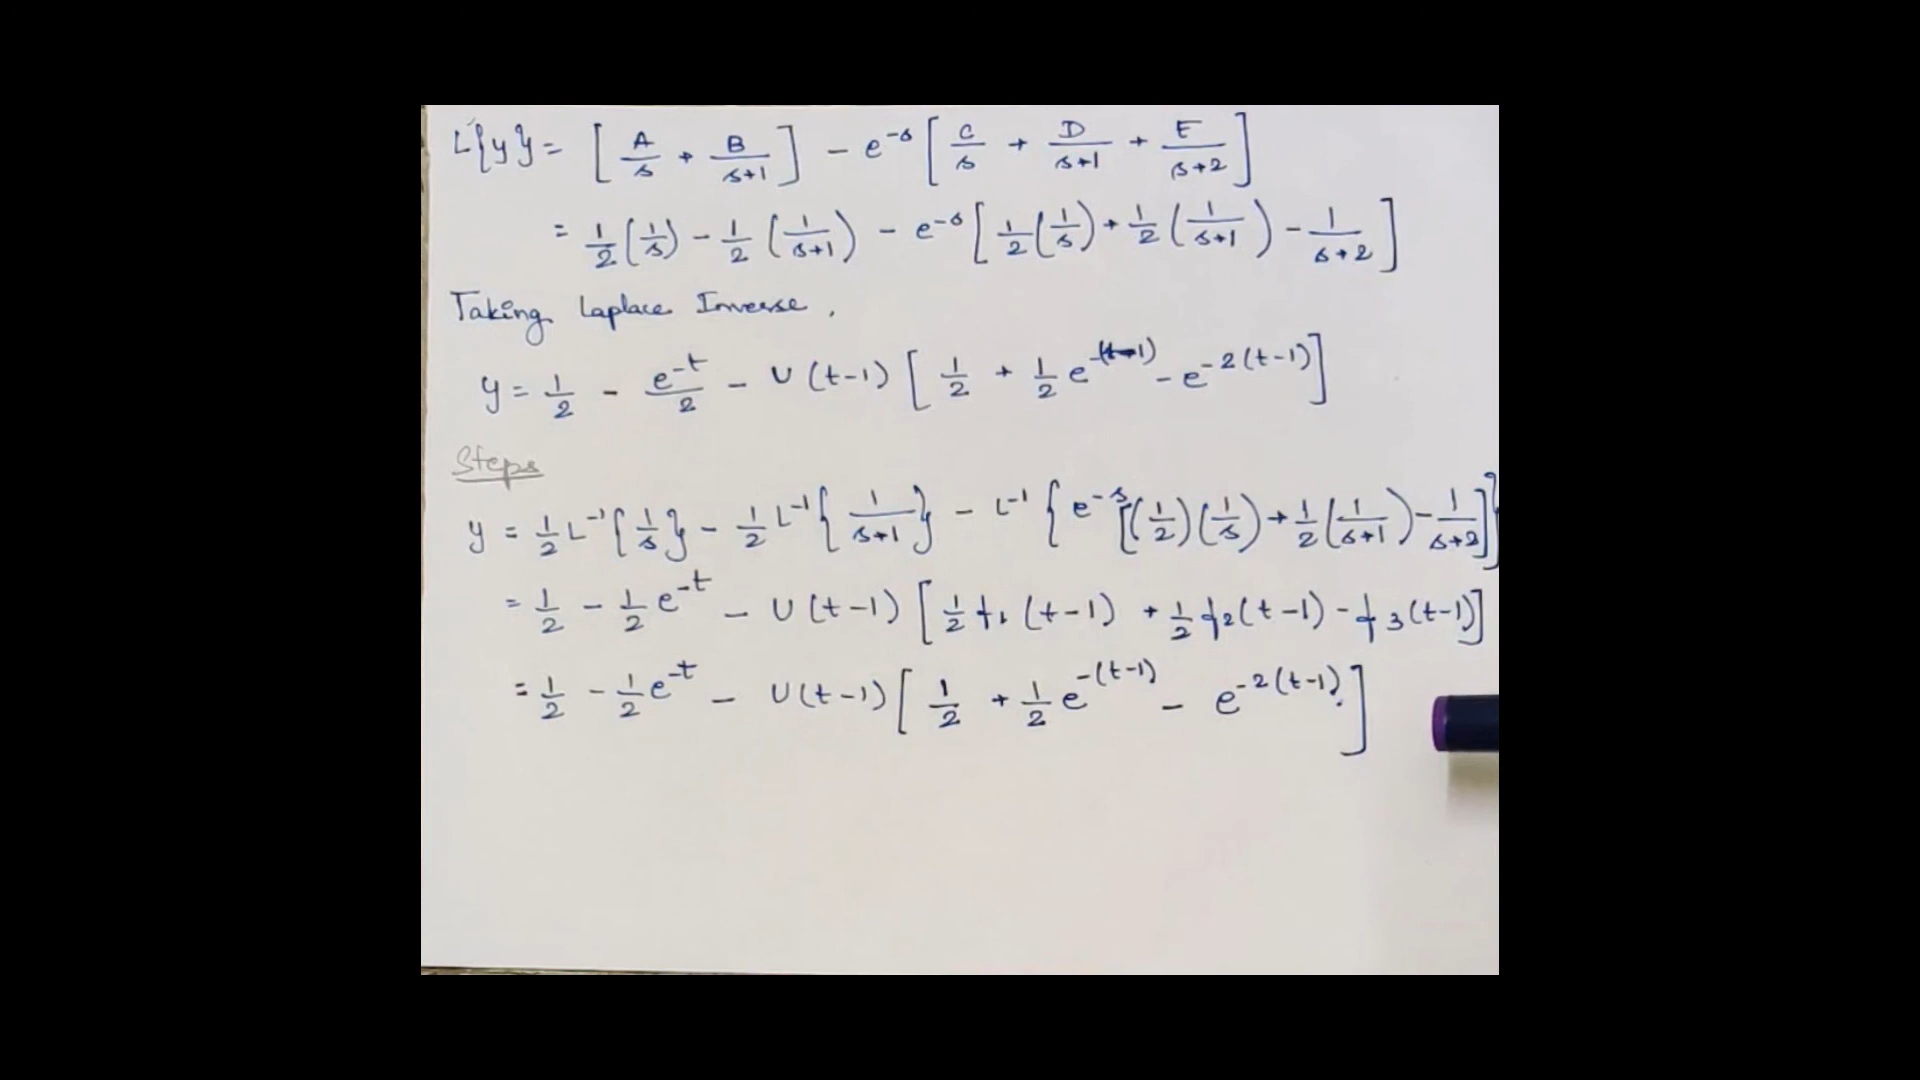 L{y} = [A/s + B/s+1] - e^-s [C/s + D/s+1 + E/s+2]
= 1/2 (1/s) - 1/2 (1/s+1) - e^-s [1/2 (1/s) + 1/2 (1/s+1) - 1/s+2]
Taking Laplace Inverse,
y = 1/2 - e^-t/2 - U(t-1) [1/2 + 1/2 e^-(t-1) - e^-2(t-1)]
Steps
y = 1/2 L^-1{1/s} - 1/2 L^-1{1/s+1} - L^-1{e^-s[(1/2)(1/s) + 1/2(1/s+1) - 1/s+2]}
= 1/2 - 1/2 e^-t - U(t-1) [1/2 f1(t-1) + 1/2 f2(t-1) - f3(t-1)]
= 1/2 - 1/2 e^-t - U(t-1) [1/2 + 1/2 e^-(t-1) - e^-2(t-1).]